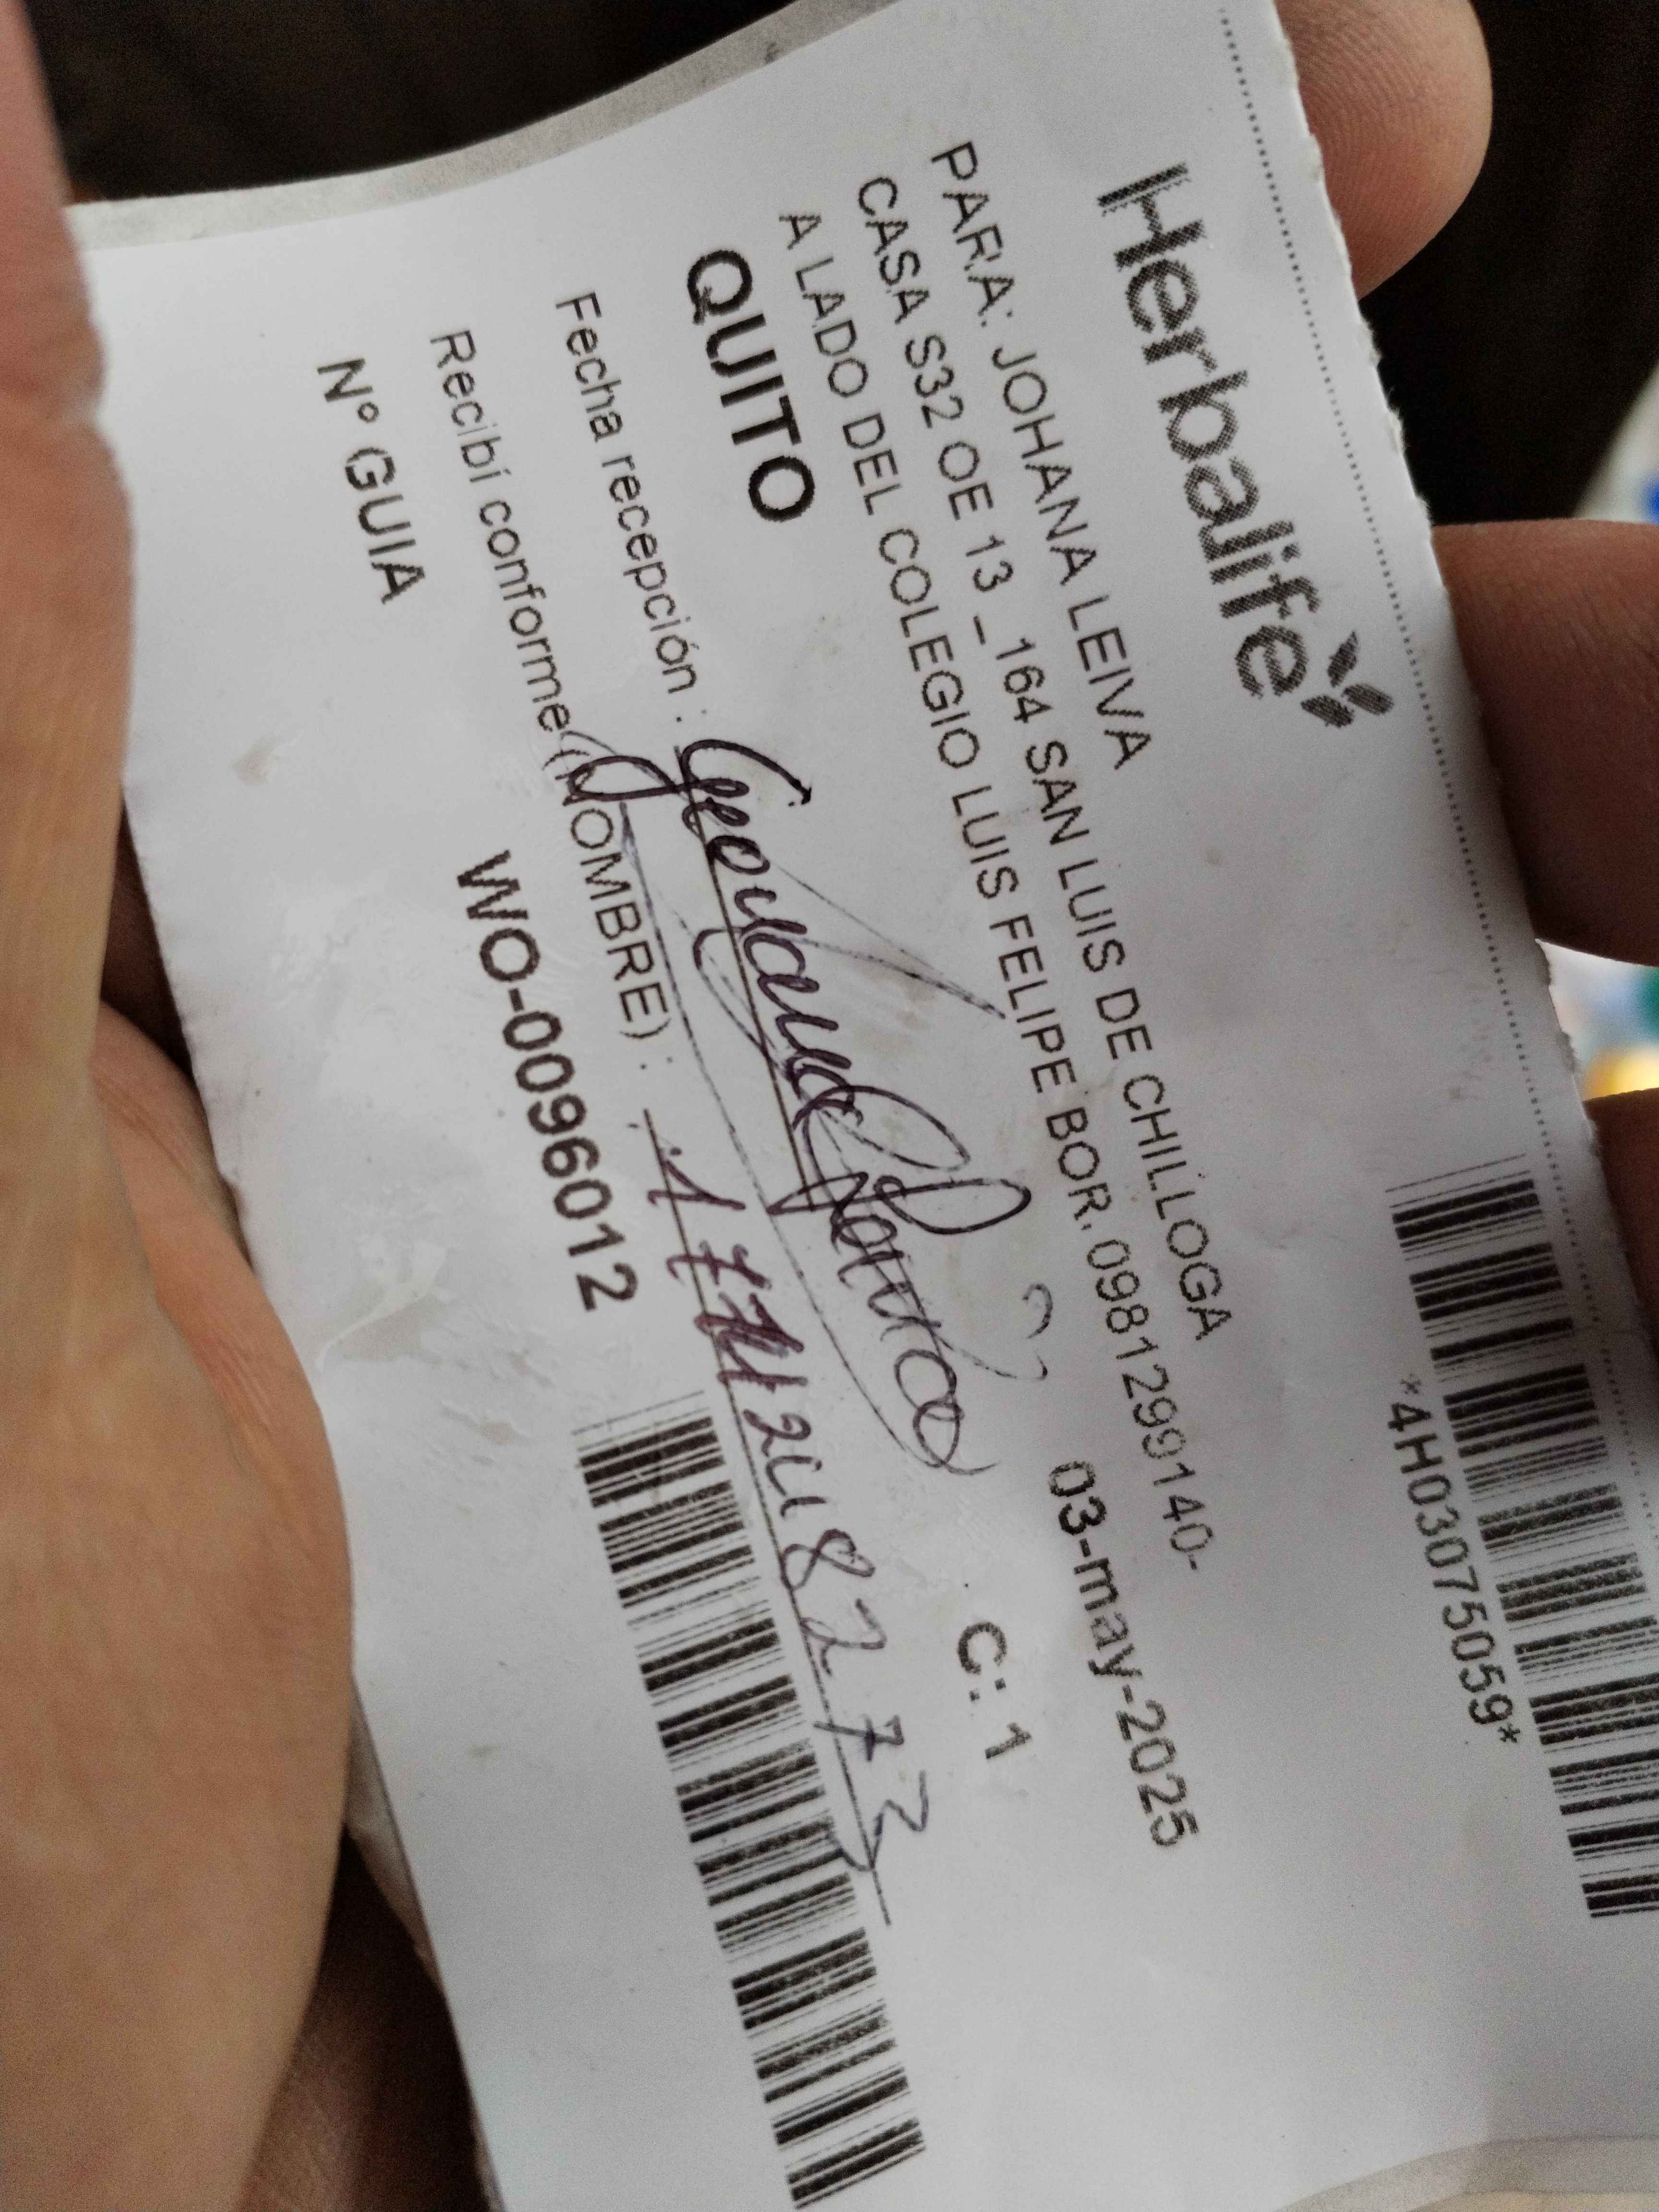 Herbalife
*4H03075059*
PARA: JOHANA LEIVA
CASA S32 OE 13 _ 164 SAN LUIS DE CHILLOGA
A LADO DEL COLEGIO LUIS FELIPE BOR. 0981299140-
QUITO
03-may-2025
C: 1
Fecha recepción :
Recibí conforme (NOMBRE) :
Nº GUIA
WO-0096012